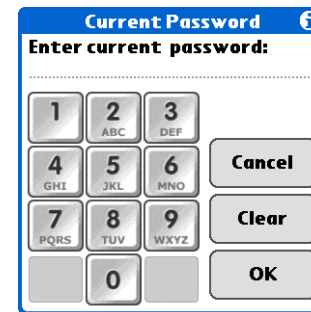 Current Password i
Enter current password:
1 2 3
ABC DEF
4 5 6 Cancel
GHI JKL MNO
7 8 9 Clear
PQRS TUV WXYZ
0 OK